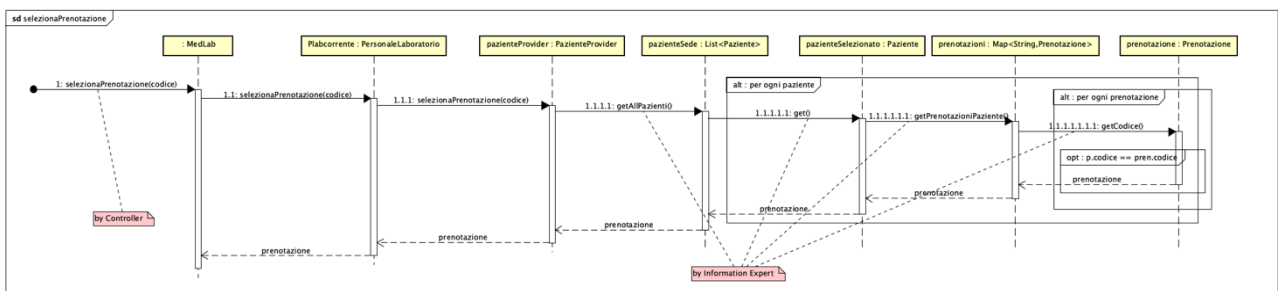 sd selezionaPrenotazione
: MedLab
Plabcorrente : PersonaleLaboratorio
pazienteProvider : PazienteProvider
pazienteSede : List<Paziente>
pazienteSelezionato : Paziente
prenotazioni : Map<String,Prenotazione>
prenotazione : Prenotazione
1: selezionaPrenotazione(codice)
1.1: selezionaPrenotazione(codice)
1.1.1: selezionaPrenotazione(codice)
1.1.1.1: getAllPazienti()
alt : per ogni paziente
1.1.1.1.1: get()
1.1.1.1.1.1: getPrenotazioniPaziente()
alt : per ogni prenotazione
1.1.1.1.1.1.1: getCodice()
opt : p.codice == pren.codice
prenotazione
prenotazione
prenotazione
prenotazione
prenotazione
prenotazione
by Controller
by Information Expert